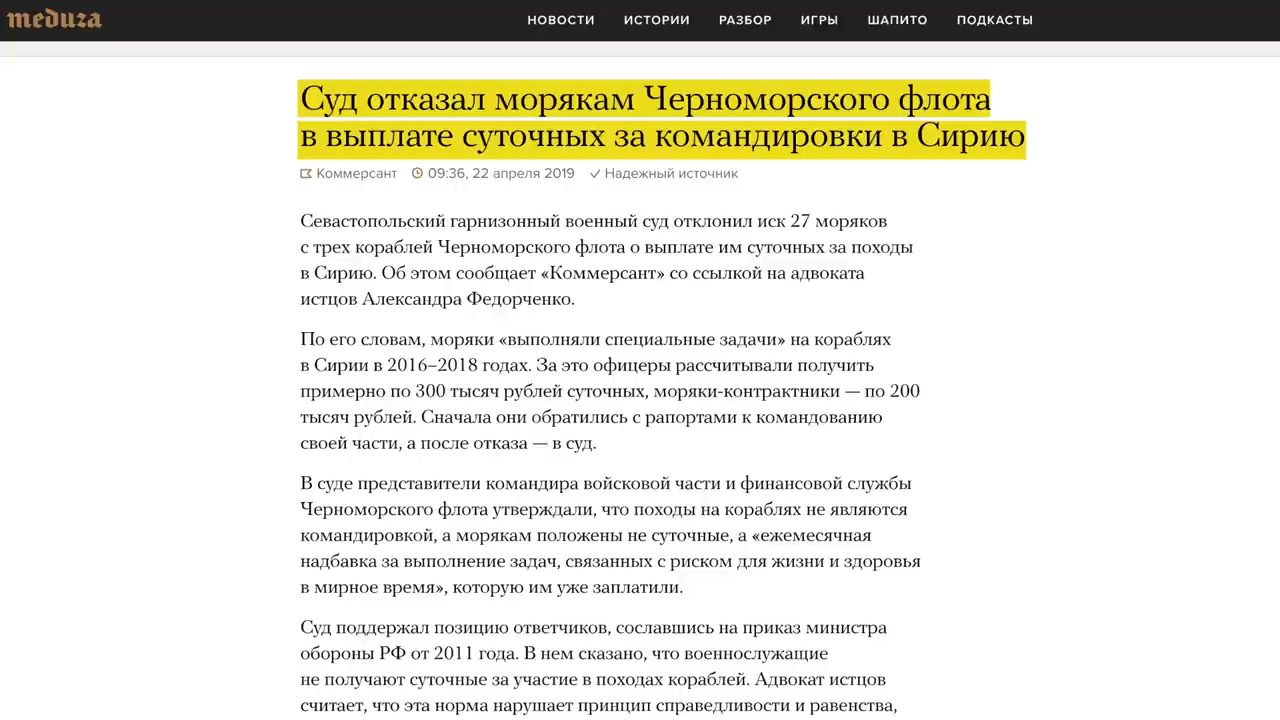 meduza
НОВОСТИ ИСТОРИИ РАЗБОР ИГРЫ ШАПИТО ПОДКАСТЫ
Суд отказал морякам Черноморского флота
в выплате суточных за командировки в Сирию
Коммерсант 09:36, 22 апреля 2019 Надежный источник
Севастопольский гарнизонный военный суд отклонил иск 27 моряков
с трех кораблей Черноморского флота о выплате им суточных за походы
в Сирию. Об этом сообщает «Коммерсант» со ссылкой на адвоката
истцов Александра Федорченко.
По его словам, моряки «выполняли специальные задачи» на кораблях
в Сирии в 2016–2018 годах. За это офицеры рассчитывали получить
примерно по 300 тысяч рублей суточных, моряки-контрактники — по 200
тысяч рублей. Сначала они обратились с рапортами к командованию
своей части, а после отказа — в суд.
В суде представители командира войсковой части и финансовой службы
Черноморского флота утверждали, что походы на кораблях не являются
командировкой, а морякам положены не суточные, а «ежемесячная
надбавка за выполнение задач, связанных с риском для жизни и здоровья
в мирное время», которую им уже заплатили.
Суд поддержал позицию ответчиков, сославшись на приказ министра
обороны РФ от 2011 года. В нем сказано, что военнослужащие
не получают суточные за участие в походах кораблей. Адвокат истцов
считает, что эта норма нарушает принцип справедливости и равенства,